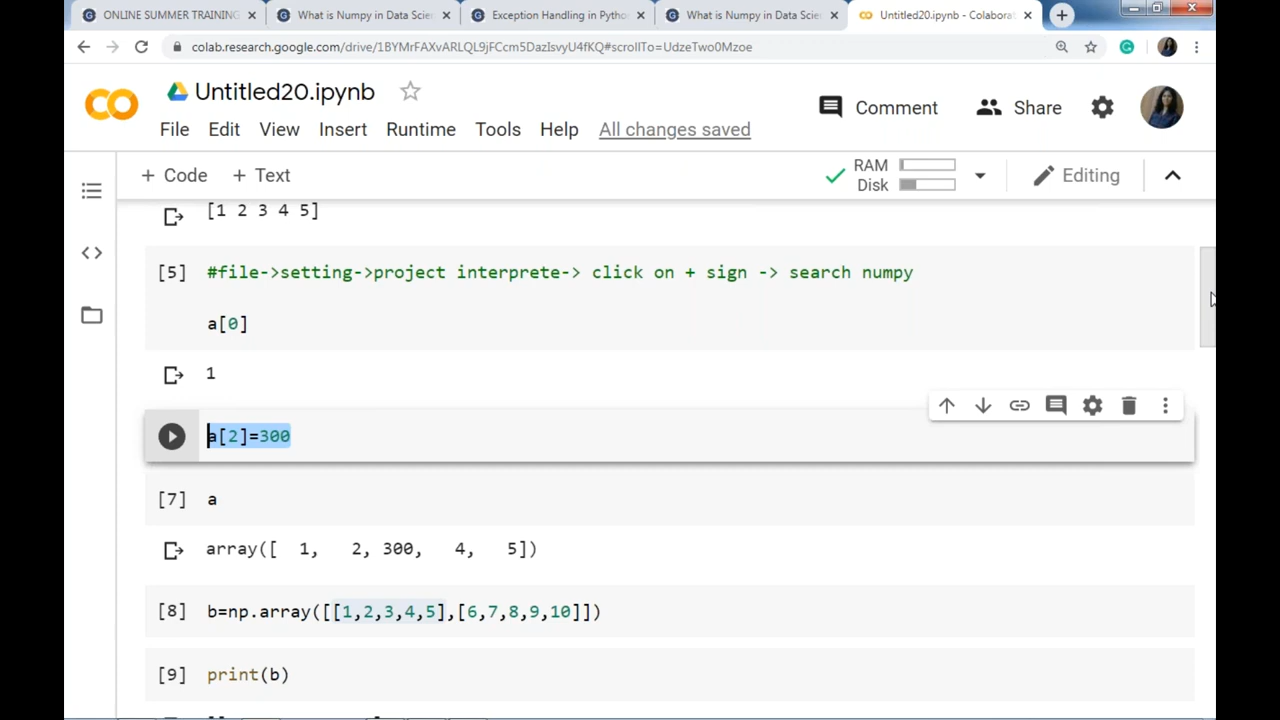 ONLINE SUMMER TRAINING
What is Numpy in Data Scien
Exception Handling in Python
What is Numpy in Data Scien
Untitled20.ipynb - Colaborat
colab.research.google.com/drive/1BYMrFAXvARLQL9jFCcm5DazIsvyU4fKQ#scrollTo=UdzeTwo0Mzoe
CO
Untitled20.ipynb
Comment
Share
File Edit View Insert Runtime Tools Help All changes saved
+ Code + Text
RAM
Disk
Editing
[1 2 3 4 5]
[5] #file->setting->project interprete-> click on + sign -> search numpy
a[0]
1
a[2]=300
[7] a
array([ 1, 2, 300, 4, 5])
[8] b=np.array([[1,2,3,4,5],[6,7,8,9,10]])
[9] print(b)